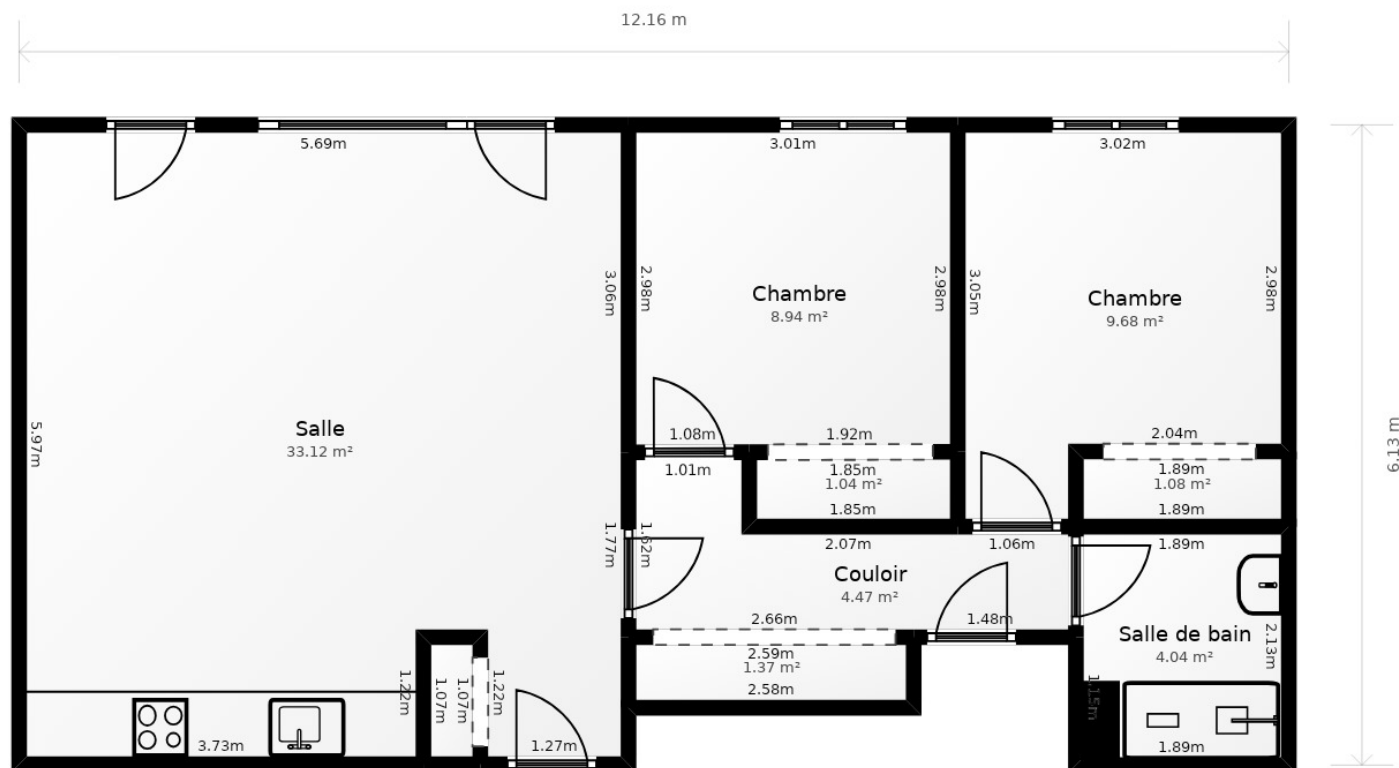 12.16 m
5.69m
3.01m
3.02m
3.06m
2.98m
2.98m
3.05m
2.98m
Chambre
8.94 m²
Chambre
9.68 m²
Salle
33.12 m²
5.97m
6.13 m
1.08m
1.92m
2.04m
1.01m
1.85m
1.04 m²
1.85m
1.89m
1.08 m²
1.89m
1.77m
1.62m
2.07m
1.06m
1.89m
Couloir
4.47 m²
2.66m
1.48m
2.59m
1.37 m²
2.58m
Salle de bain
4.04 m²
2.13m
1.15m
1.22m
1.07m
1.07m
1.22m
3.73m
1.27m
1.89m